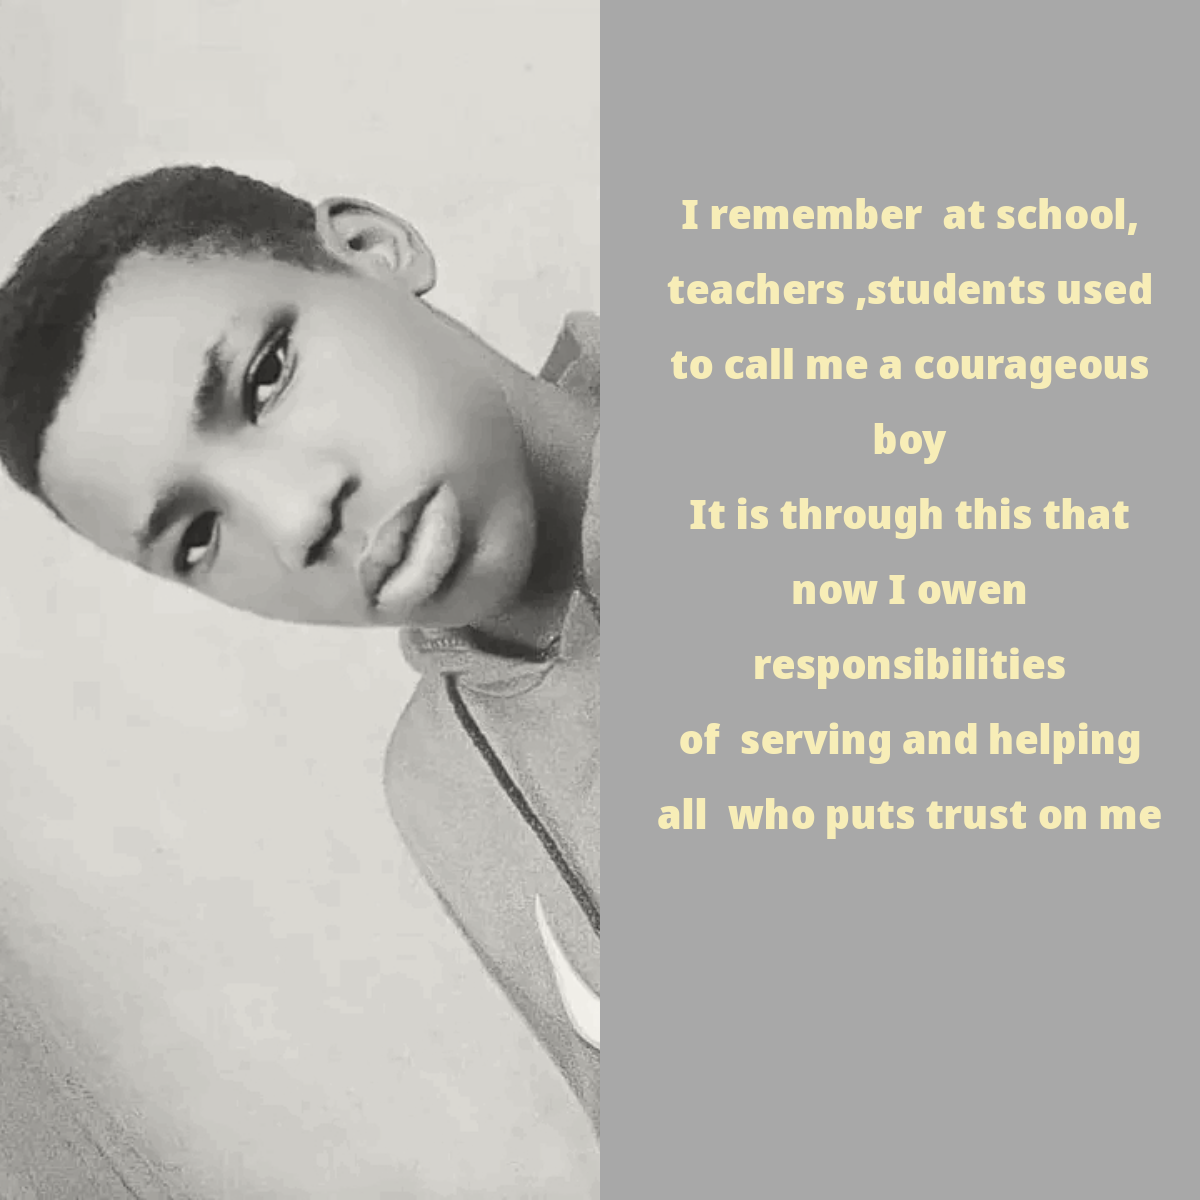 I remember  at school,
teachers ,students used
to call me a courageous
boy
It is through this that
now I owen
responsibilities
of  serving and helping
all  who puts trust on me